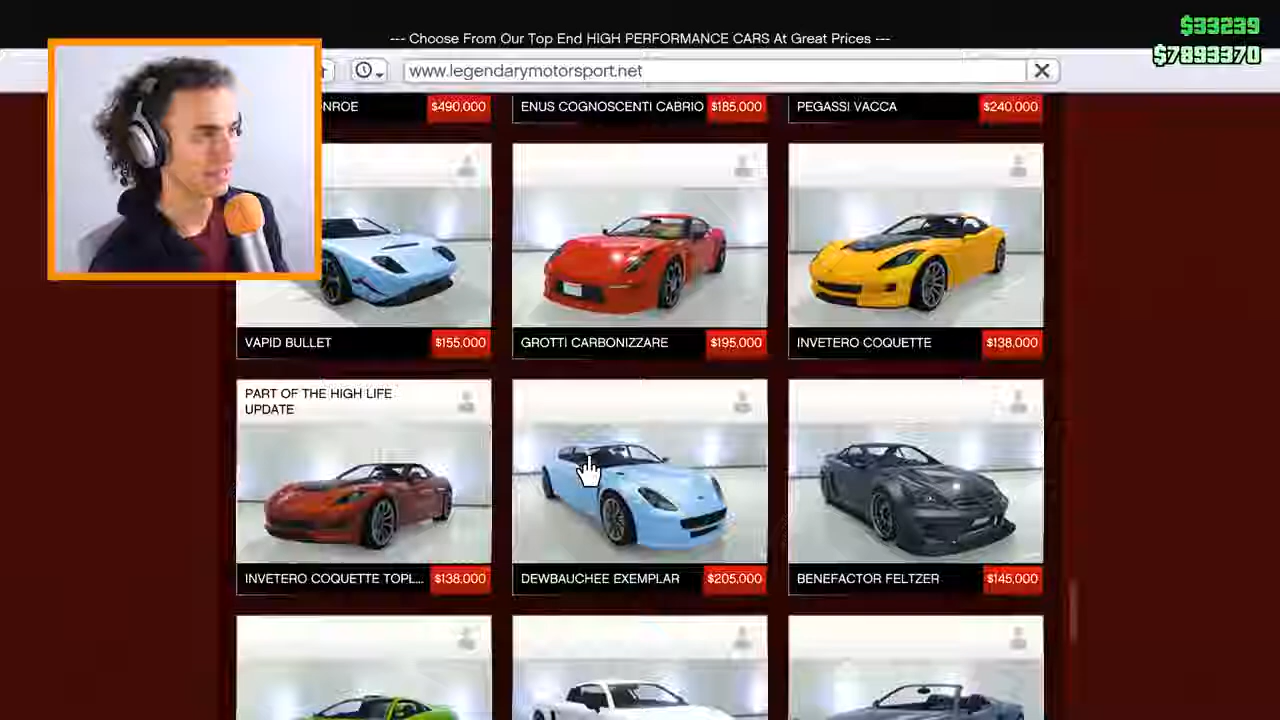 --- Choose From Our Top End HIGH PERFORMANCE CARS At Great Prices ---
$33239
$7893370
www.legendarymotorsport.net
$490,000
ENUS COGNOSCENTI CABRIO $185,000
PEGASSI VACCA $240,000
VAPID BULLET $155,000
GROTTI CARBONIZZARE $195,000
INVETERO COQUETTE $138,000
PART OF THE HIGH LIFE
UPDATE
INVETERO COQUETTE TOPL... $138,000
DEWBAUCHEE EXEMPLAR $205,000
BENEFACTOR FELTZER $145,000